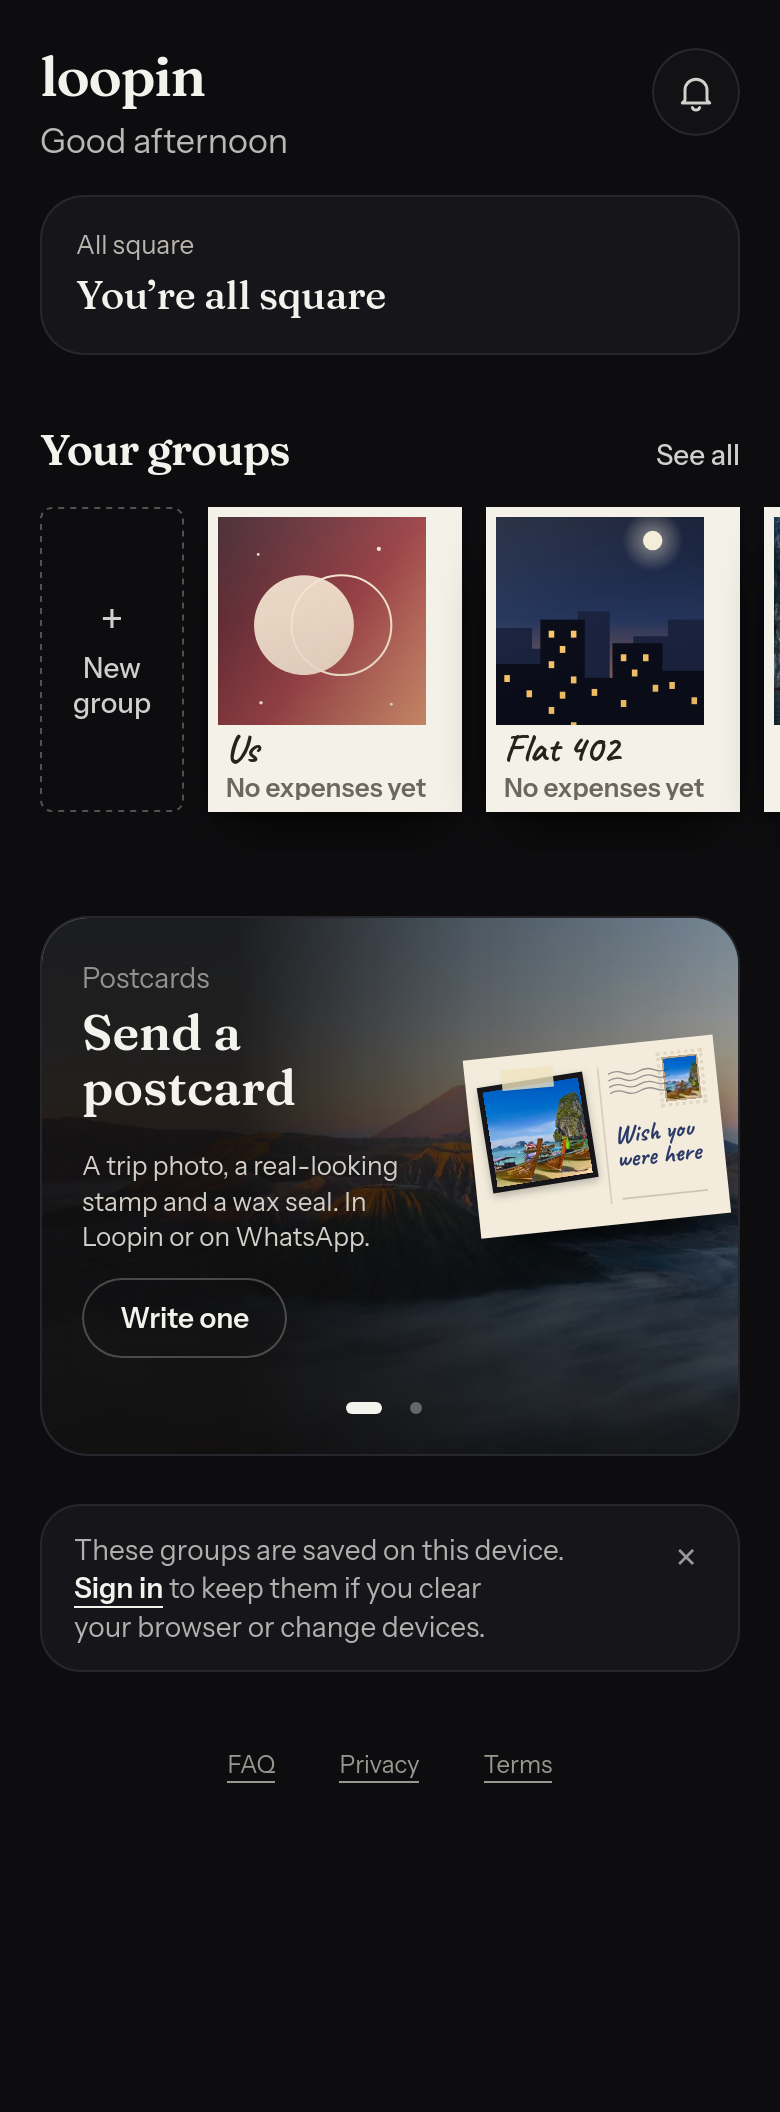 loopin
Good afternoon
All square
You’re all square
Your groups
See all
+
New
group
Us
No expenses yet
Flat 402
No expenses yet
Postcards
Send a
postcard
A trip photo, a real-looking
stamp and a wax seal. In
Loopin or on WhatsApp.
Wish you
were here
Write one
These groups are saved on this device.
Sign in to keep them if you clear
your browser or change devices.
×
FAQ
Privacy
Terms